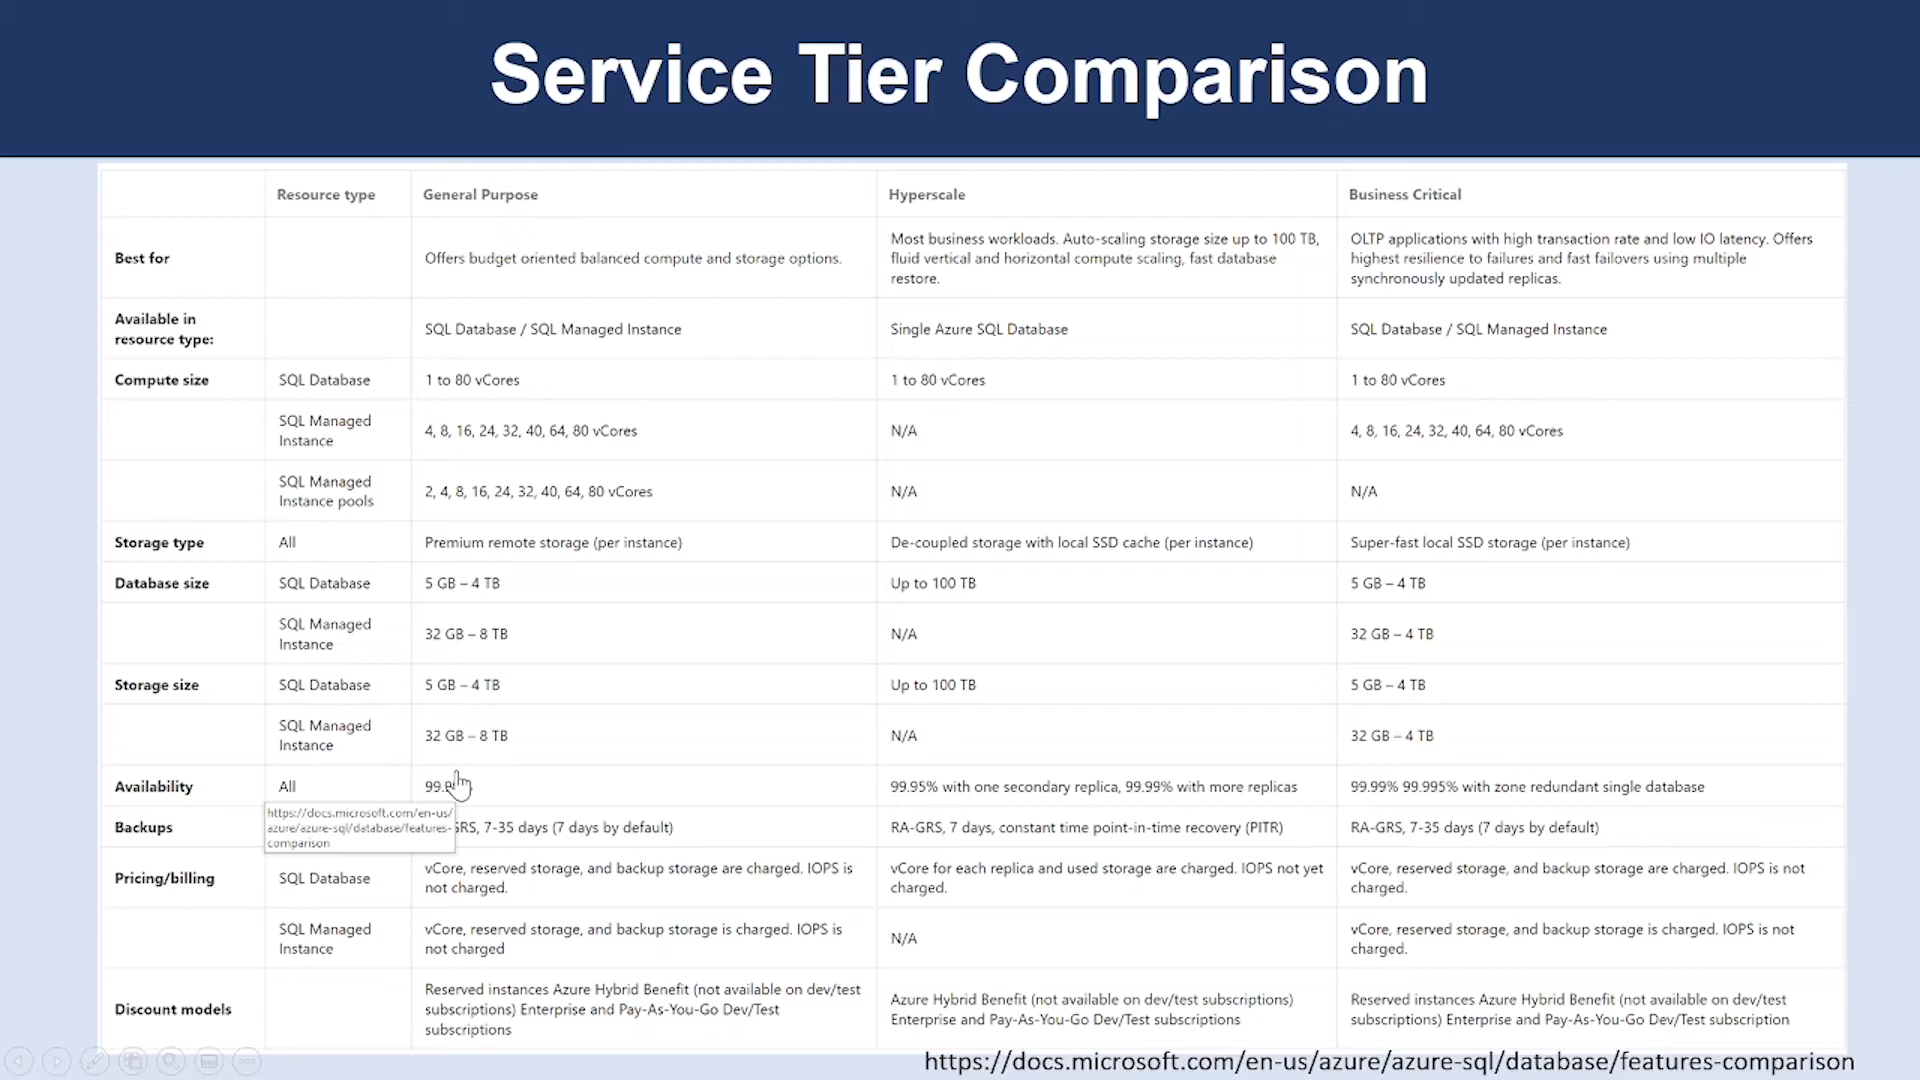 Service Tier Comparison
Resource type
General Purpose
Hyperscale
Business Critical
Best for
Offers budget oriented balanced compute and storage options.
Most business workloads. Auto-scaling storage size up to 100 TB,
fluid vertical and horizontal compute scaling, fast database
restore.
OLTP applications with high transaction rate and low IO latency. Offers
highest resilience to failures and fast failovers using multiple
synchronously updated replicas.
Available in
resource type:
SQL Database / SQL Managed Instance
Single Azure SQL Database
SQL Database / SQL Managed Instance
Compute size
SQL Database
1 to 80 vCores
1 to 80 vCores
1 to 80 vCores
SQL Managed
Instance
4, 8, 16, 24, 32, 40, 64, 80 vCores
N/A
4, 8, 16, 24, 32, 40, 64, 80 vCores
SQL Managed
Instance pools
2, 4, 8, 16, 24, 32, 40, 64, 80 vCores
N/A
N/A
Storage type
All
Premium remote storage (per instance)
De-coupled storage with local SSD cache (per instance)
Super-fast local SSD storage (per instance)
Database size
SQL Database
5 GB – 4 TB
Up to 100 TB
5 GB – 4 TB
SQL Managed
Instance
32 GB – 8 TB
N/A
32 GB – 4 TB
Storage size
SQL Database
5 GB – 4 TB
Up to 100 TB
5 GB – 4 TB
SQL Managed
Instance
32 GB – 8 TB
N/A
32 GB – 4 TB
Availability
All
99.95% with one secondary replica, 99.99% with more replicas
99.99% 99.995% with zone redundant single database
https://docs.microsoft.com/en-us/
azure/azure-sql/database/features-
comparison
Backups
7-35 days (7 days by default)
RA-GRS, 7 days, constant time point-in-time recovery (PITR)
RA-GRS, 7-35 days (7 days by default)
Pricing/billing
SQL Database
vCore, reserved storage, and backup storage are charged. IOPS is
not charged.
vCore for each replica and used storage are charged. IOPS not yet
charged.
vCore, reserved storage, and backup storage are charged. IOPS is not
charged.
SQL Managed
Instance
vCore, reserved storage, and backup storage is charged. IOPS is
not charged
N/A
vCore, reserved storage, and backup storage is charged. IOPS is not
charged.
Discount models
Reserved instances Azure Hybrid Benefit (not available on dev/test
subscriptions) Enterprise and Pay-As-You-Go Dev/Test
subscriptions
Azure Hybrid Benefit (not available on dev/test subscriptions)
Enterprise and Pay-As-You-Go Dev/Test subscriptions
Reserved instances Azure Hybrid Benefit (not available on dev/test
subscriptions) Enterprise and Pay-As-You-Go Dev/Test subscription
https://docs.microsoft.com/en-us/azure/azure-sql/database/features-comparison